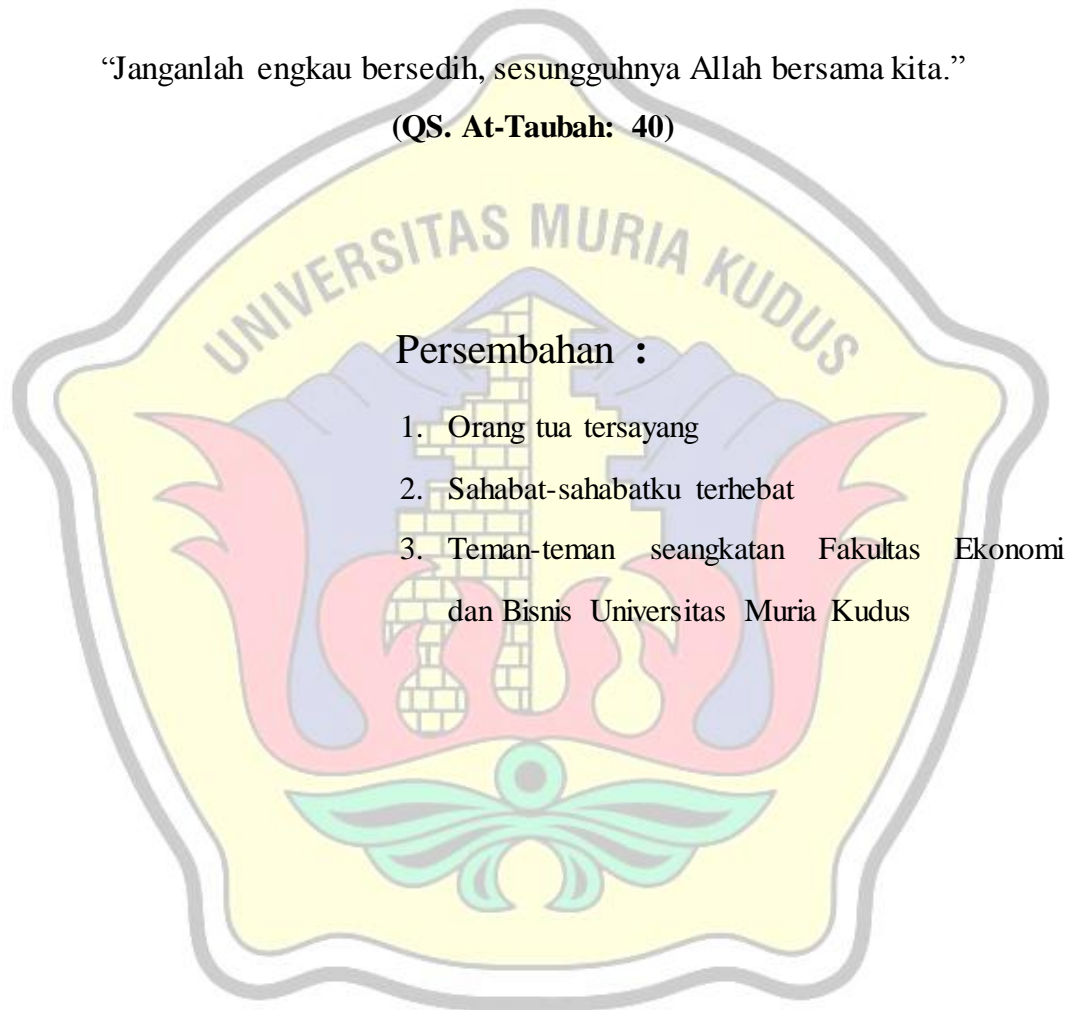 “Janganlah engkau bersedih, sesungguhnya Allah bersama kita.”
(QS. At-Taubah: 40)
UNIVERSITAS MURIA KUDUS
Persembahan :
1. Orang tua tersayang
2. Sahabat-sahabatku terhebat
3. Teman-teman seangkatan Fakultas Ekonomi
dan Bisnis Universitas Muria Kudus